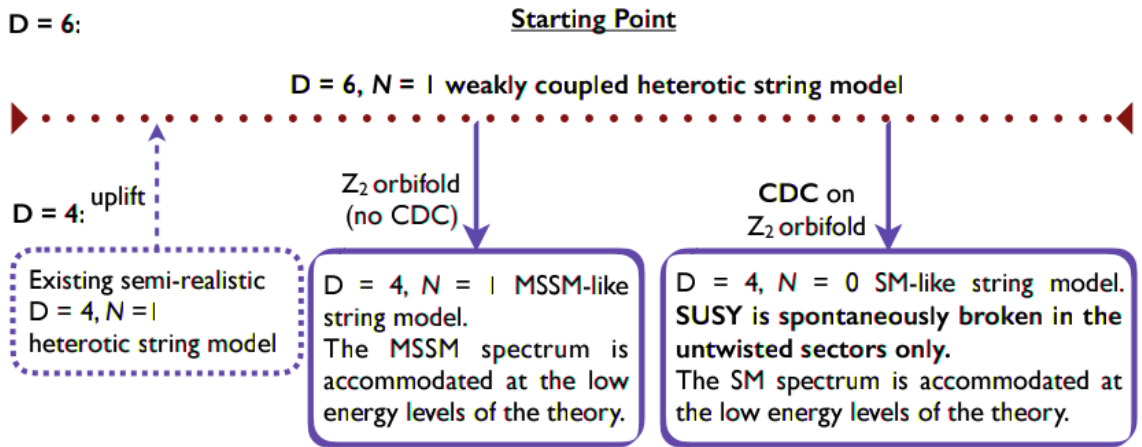 D = 6:
Starting Point
D = 6, N = 1 weakly coupled heterotic string model
uplift
D = 4:
Z₂ orbifold
(no CDC)
CDC on
Z₂ orbifold
Existing semi-realistic
D = 4, N = 1
heterotic string model
D = 4, N = 1 MSSM-like
string model.
The MSSM spectrum is
accommodated at the low
energy levels of the theory.
D = 4, N = 0 SM-like string model.
SUSY is spontaneously broken in the
untwisted sectors only.
The SM spectrum is accommodated at
the low energy levels of the theory.